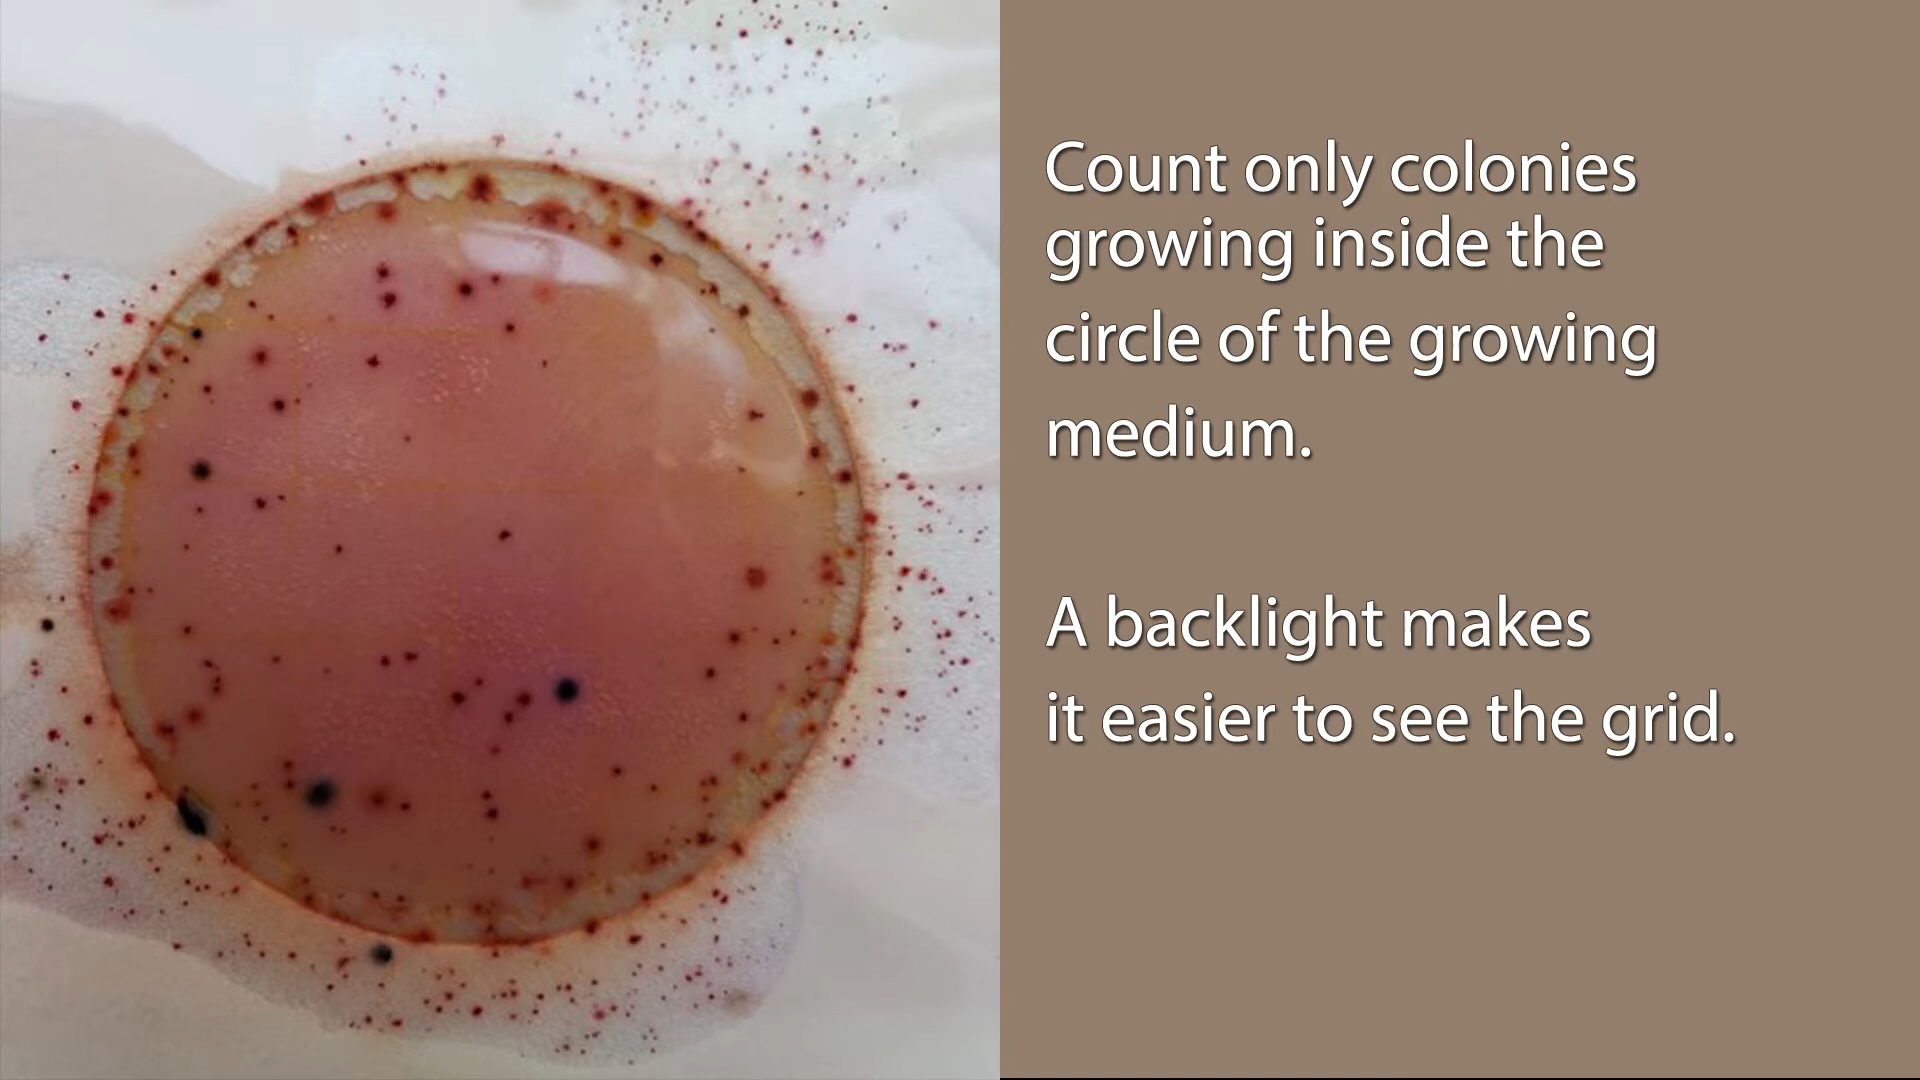 Count only colonies
growing inside the
circle of the growing
medium.
A backlight makes
it easier to see the grid.